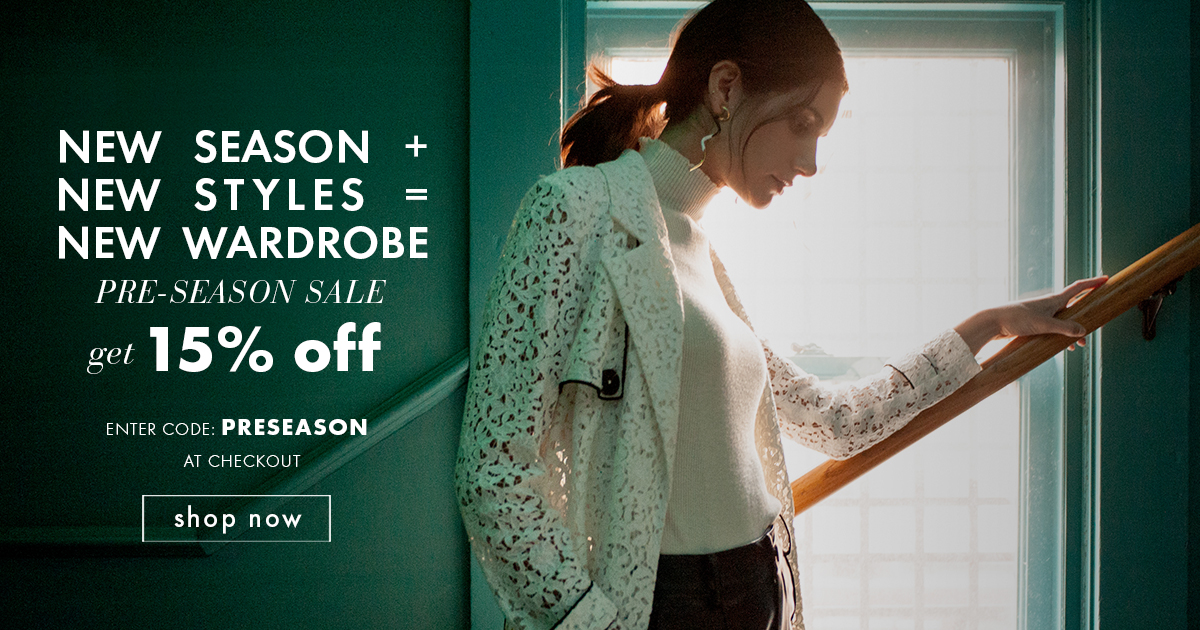 NEW SEASON +
NEW STYLES =
NEW WARDROBE
PRE-SEASON SALE
get 15% off
ENTER CODE: PRESEASON
AT CHECKOUT
shop now